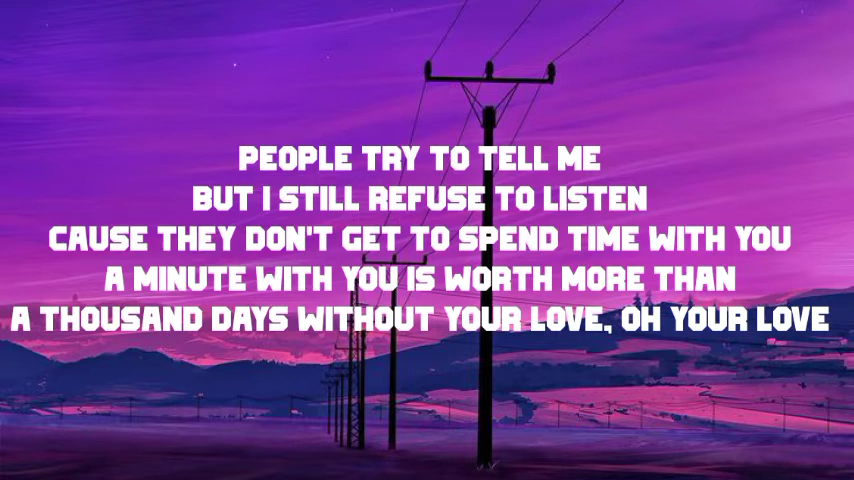 PEOPLE TRY TO TELL ME
BUT I STILL REFUSE TO LISTEN
CAUSE THEY DON'T GET TO SPEND TIME WITH YOU
A MINUTE WITH YOU IS WORTH MORE THAN
A THOUSAND DAYS WITHOUT YOUR LOVE, OH YOUR LOVE